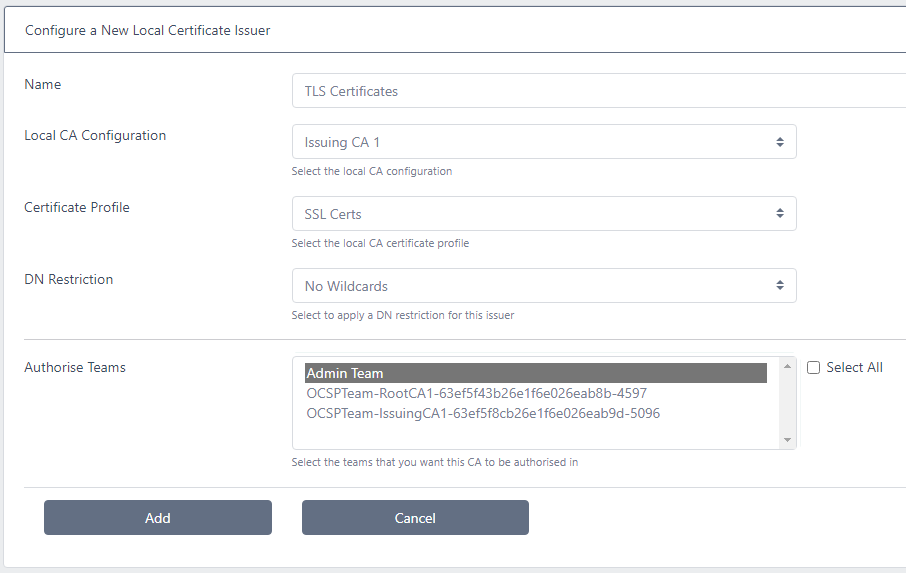 Configure a New Local Certificate Issuer
Name
TLS Certificates
Local CA Configuration
Issuing CA 1
Select the local CA configuration
Certificate Profile
SSL Certs
Select the local CA certificate profile
DN Restriction
No Wildcards
Select to apply a DN restriction for this issuer
Authorise Teams
Admin Team
Select All
OCSPTeam-RootCA1-63ef5f43b26e1f6e026eab8b-4597
OCSPTeam-IssuingCA1-63ef5f8cb26e1f6e026eab9d-5096
Select the teams that you want this CA to be authorised in
Add
Cancel